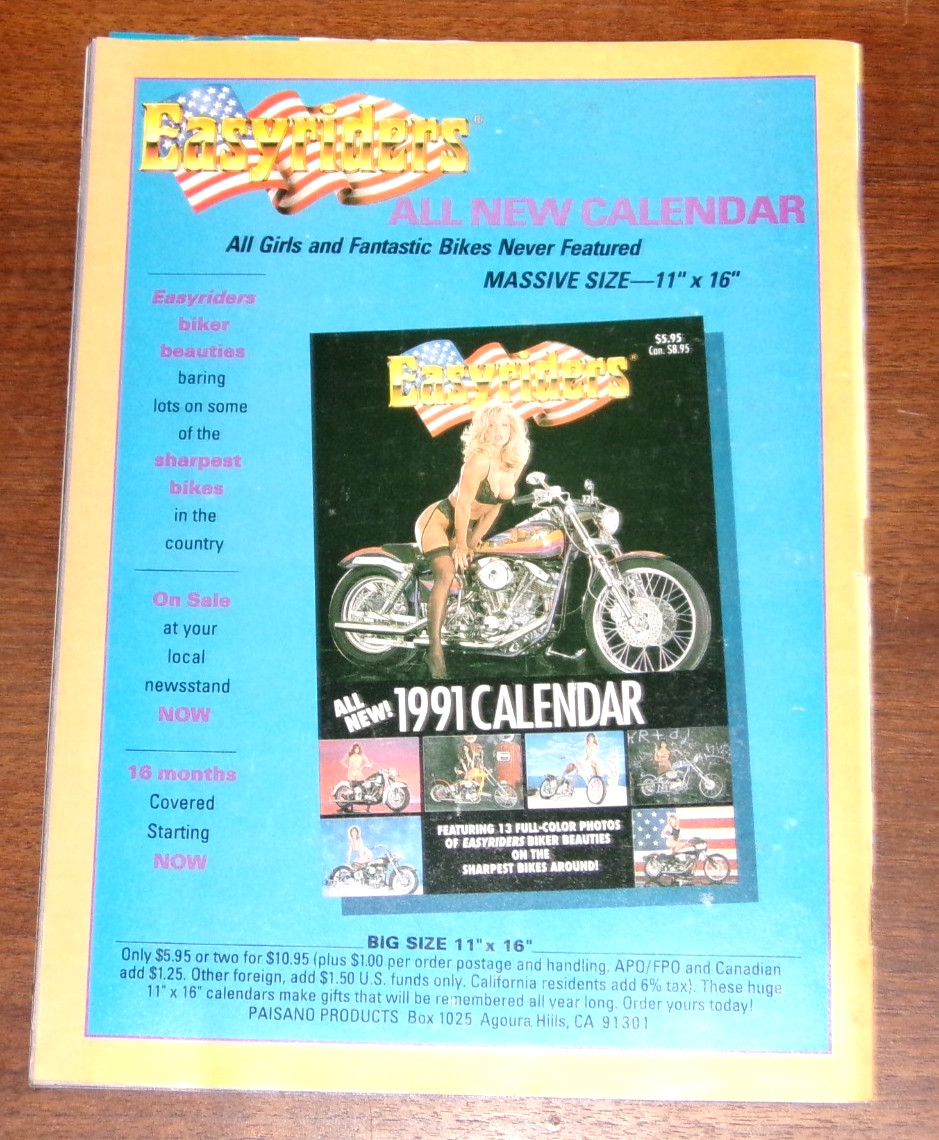 Easyriders®
ALL NEW CALENDAR
All Girls and Fantastic Bikes Never Featured
MASSIVE SIZE—11" x 16"
Easyriders
biker
beauties
baring
lots on some
of the
sharpest
bikes
in the
country
On Sale
at your
local
newsstand
NOW
16 months
Covered
Starting
NOW
$5.95
Can. $8.95
Easyriders®
ALL
NEW!
1991 CALENDAR
FEATURING 13 FULL-COLOR PHOTOS
OF EASYRIDERS BIKER BEAUTIES
ON THE
SHARPEST BIKES AROUND!
BiG SIZE 11" x 16"
Only $5.95 or two for $10.95 (plus $1.00 per order postage and handling. APO/FPO and Canadian
add $1.25. Other foreign, add $1.50 U.S. funds only. California residents add 6% tax). These huge
11" x 16" calendars make gifts that will be remembered all year long. Order yours today!
PAISANO PRODUCTS Box 1025 Agoura Hills, CA 91301